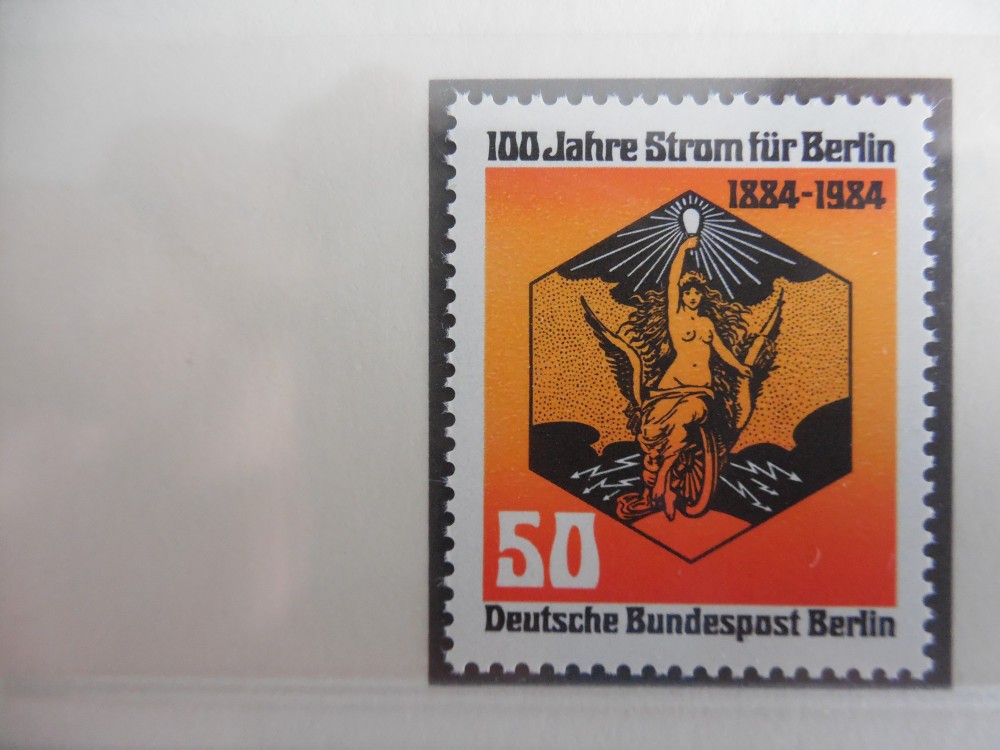 100 Jahre Strom für Berlin
1884-1984
50
Deutsche Bundespost Berlin